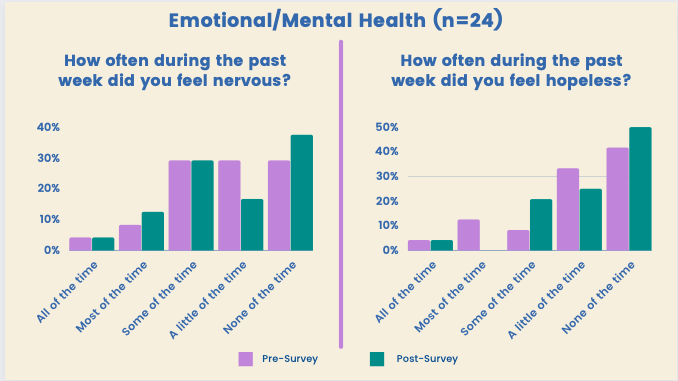 Emotional/Mental Health (n=24)
How often during the past
week did you feel nervous?
40%
30%
20%
10%
0%
All of the time
Most of the time
Some of the time
A little of the time
None of the time
How often during the past
week did you feel hopeless?
50%
40%
30%
20%
10%
0%
All of the time
Most of the time
Some of the time
A little of the time
None of the time
Pre-Survey
Post-Survey